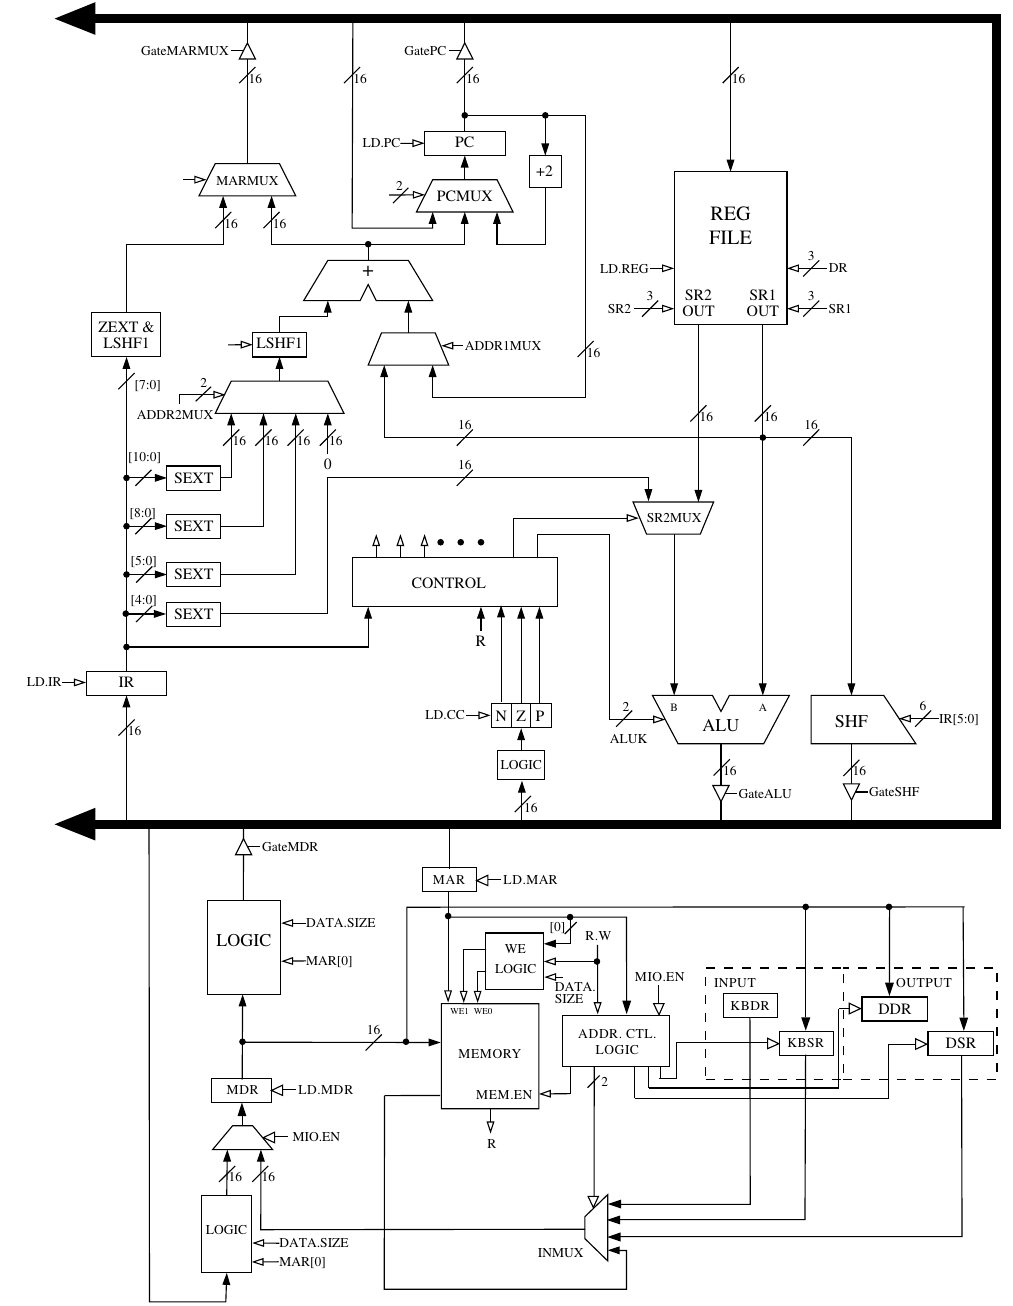 GateMARMUX
GatePC
16
16
16
16
LD.PC
PC
+2
MARMUX
2
PCMUX
REG
FILE
16
16
+
LD.REG
3
DR
SR2
3
SR2
OUT
SR1
OUT
3
SR1
ZEXT &
LSHF1
LSHF1
ADDR1MUX
16
[7:0]
2
ADDR2MUX
16
16
16
16
16
16
16
16
0
[10:0]
SEXT
16
[8:0]
SEXT
SR2MUX
[5:0]
SEXT
CONTROL
[4:0]
SEXT
R
LD.IR
IR
LD.CC
N Z P
2
ALUK
B
A
ALU
SHF
6
IR[5:0]
16
LOGIC
16
16
16
GateALU
GateSHF
GateMDR
MAR
LD.MAR
LOGIC
DATA.SIZE
MAR[0]
[0]
R.W
WE
LOGIC
DATA.
SIZE
MIO.EN
INPUT
OUTPUT
KBDR
DDR
WE1 WE0
16
MEMORY
ADDR. CTL.
LOGIC
KBSR
DSR
MDR
LD.MDR
MEM.EN
2
R
MIO.EN
16
16
LOGIC
DATA.SIZE
MAR[0]
INMUX